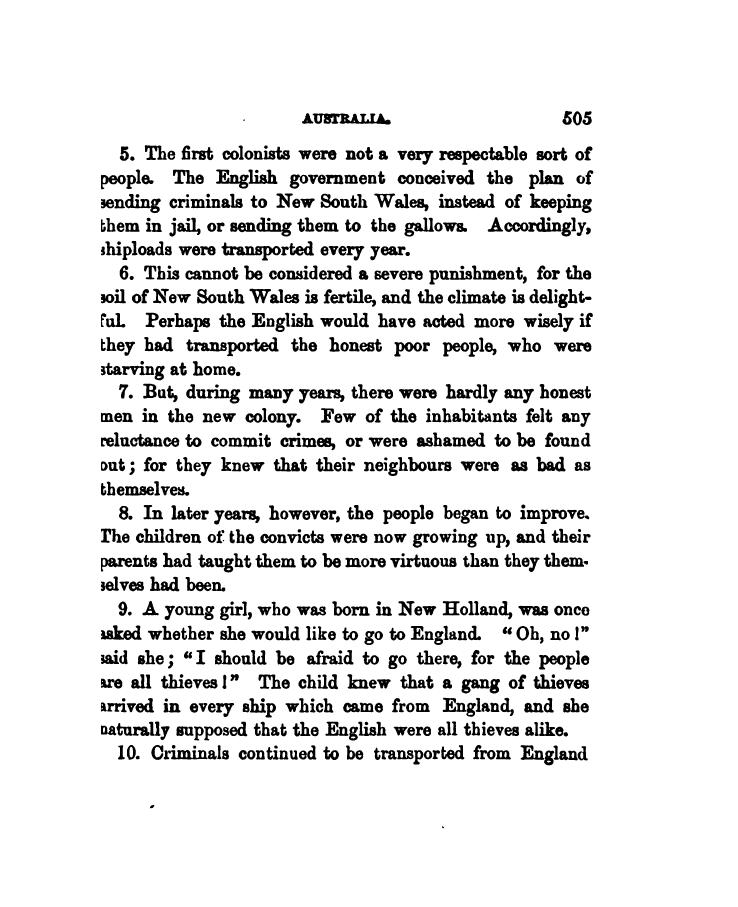 AUSTRALIA. 505
5. The first colonists were not a very respectable sort of
people. The English government conceived the plan of
sending criminals to New South Wales, instead of keeping
them in jail, or sending them to the gallows. Accordingly,
shiploads were transported every year.
6. This cannot be considered a severe punishment, for the
soil of New South Wales is fertile, and the climate is delight-
ful. Perhaps the English would have acted more wisely if
they had transported the honest poor people, who were
starving at home.
7. But, during many years, there were hardly any honest
men in the new colony. Few of the inhabitants felt any
reluctance to commit crimes, or were ashamed to be found
out; for they knew that their neighbours were as bad as
themselves.
8. In later years, however, the people began to improve.
The children of the convicts were now growing up, and their
parents had taught them to be more virtuous than they them-
selves had been.
9. A young girl, who was born in New Holland, was once
asked whether she would like to go to England. "Oh, no!"
said she; "I should be afraid to go there, for the people
are all thieves!" The child knew that a gang of thieves
arrived in every ship which came from England, and she
naturally supposed that the English were all thieves alike.
10. Criminals continued to be transported from England